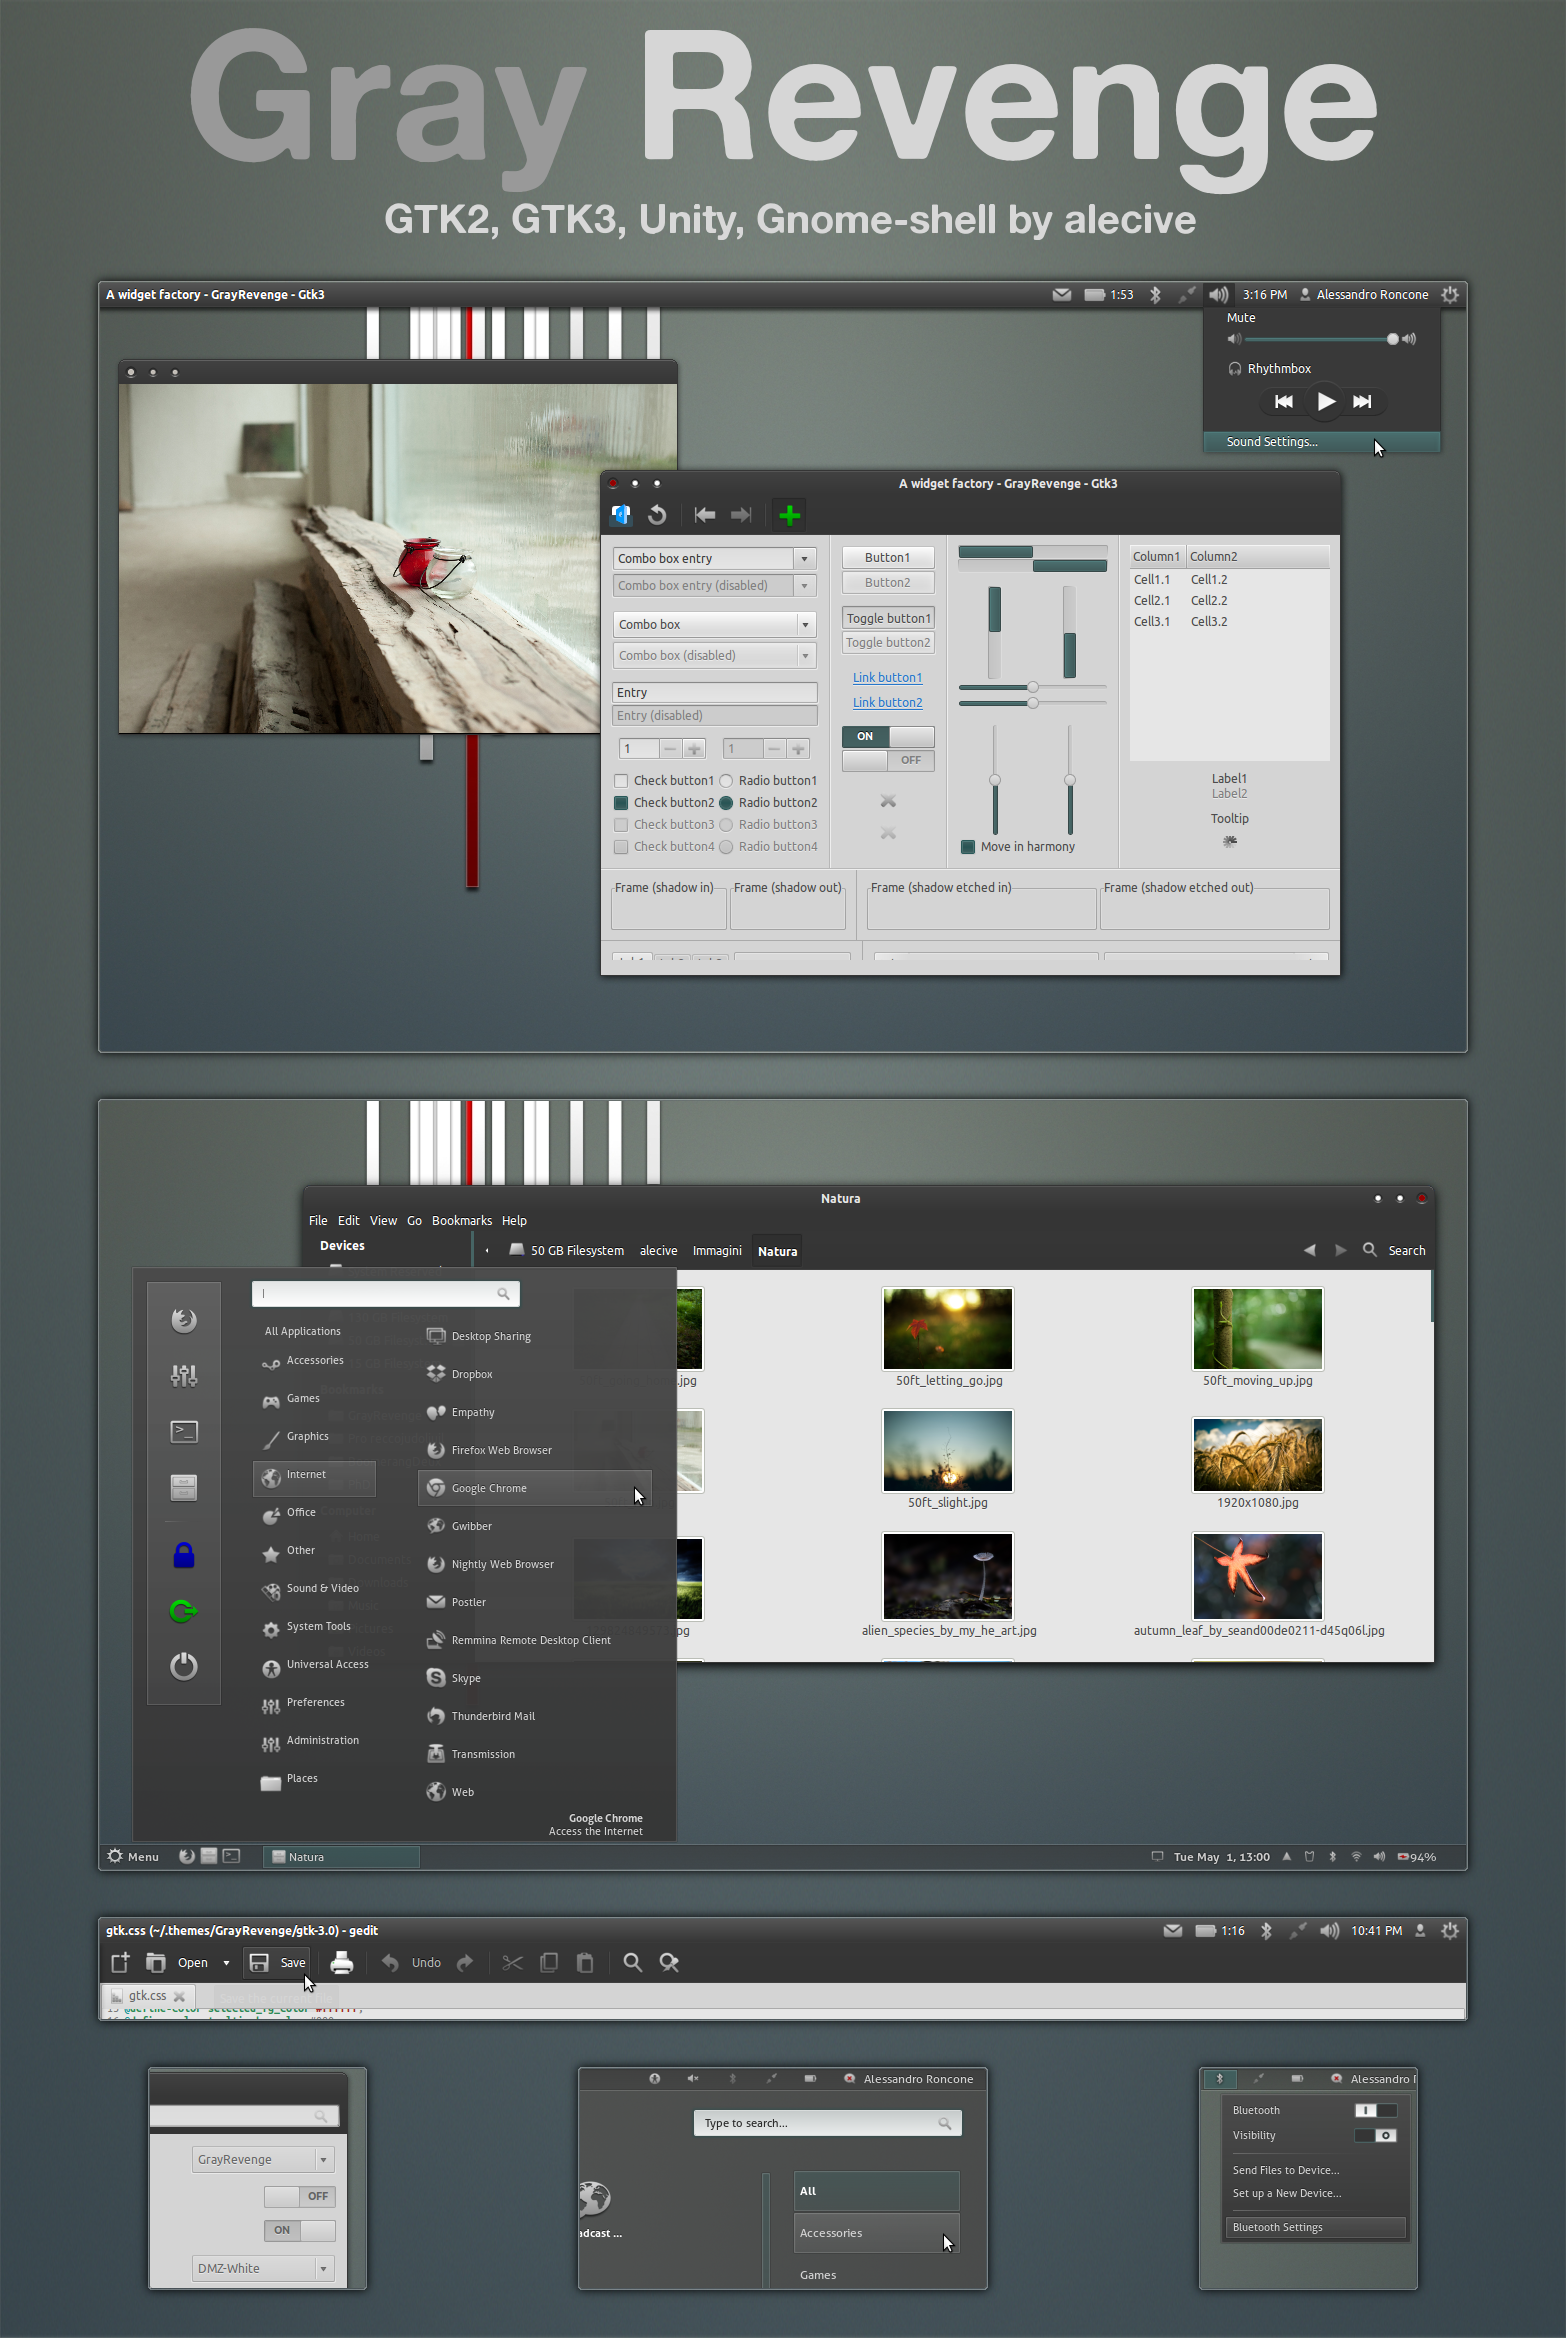 Gray Revenge
GTK2, GTK3, Unity, Gnome-shell by alecive
A widget factory - GrayRevenge - Gtk3
1:53
3:16 PM
Alessandro Roncone
Mute
Rhythmbox
Sound Settings...
A widget factory - GrayRevenge - Gtk3
Combo box entry
Combo box entry (disabled)
Combo box
Combo box (disabled)
Entry
Entry (disabled)
1
1
Check button1
Radio button1
Check button2
Radio button2
Check button3
Radio button3
Check button4
Radio button4
Button1
Button2
Toggle button1
Toggle button2
Link button1
Link button2
ON
OFF
Move in harmony
Column1
Column2
Cell1.1
Cell1.2
Cell2.1
Cell2.2
Cell3.1
Cell3.2
Label1
Label2
Tooltip
Frame (shadow in)
Frame (shadow out)
Frame (shadow etched in)
Frame (shadow etched out)
Natura
File Edit View Go Bookmarks Help
Devices
50 GB Filesystem
alecive
Immagini
Natura
Search
All Applications
Accessories
Games
Graphics
Internet
Office
Other
Sound & Video
System Tools
Universal Access
Preferences
Administration
Places
Desktop Sharing
Dropbox
Empathy
Firefox Web Browser
Google Chrome
Gwibber
Nightly Web Browser
Postler
Remmina Remote Desktop Client
Skype
Thunderbird Mail
Transmission
Web
Google Chrome
Access the Internet
.jpg
50ft_letting_go.jpg
50ft_moving_up.jpg
50ft_slight.jpg
1920x1080.jpg
pg
alien_species_by_my_he_art.jpg
autumn_leaf_by_seand00de0211-d45q06l.jpg
Menu
Natura
Tue May 1, 13:00
94%
gtk.css (~/.themes/GrayRevenge/gtk-3.0) - gedit
1:16
10:41 PM
Open
Save
Undo
gtk.css
GrayRevenge
OFF
ON
DMZ-White
Alessandro Roncone
Type to search...
adcast ...
All
Accessories
Games
Alessandro
Bluetooth
Visibility
Send Files to Device...
Set up a New Device...
Bluetooth Settings